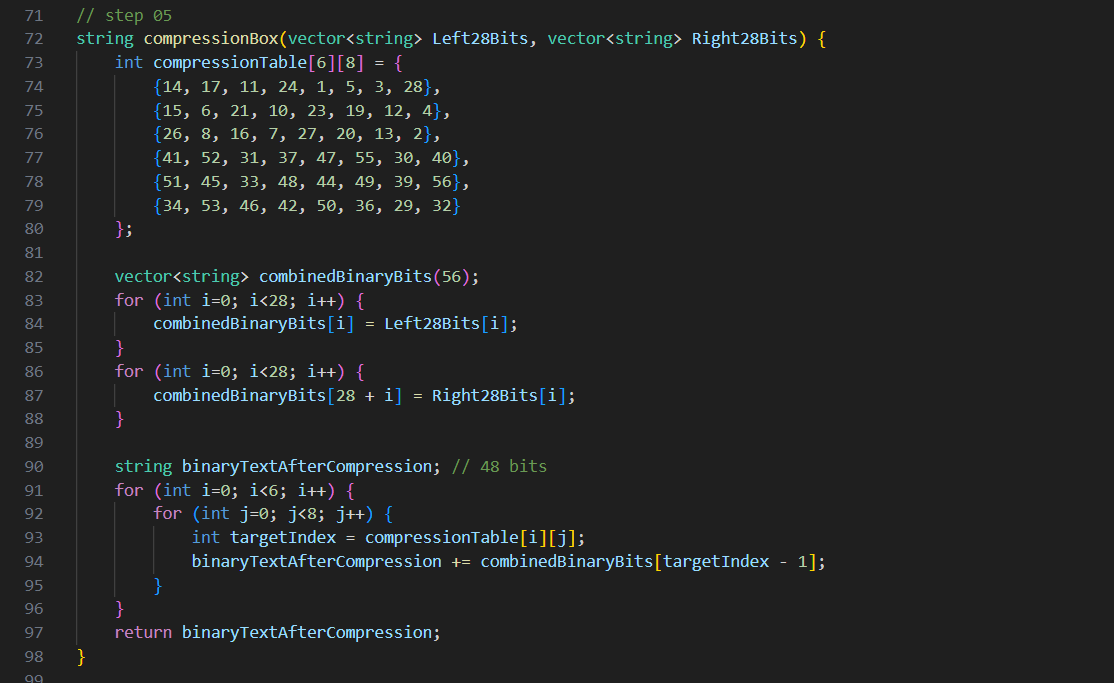 71 // step 05
72 string compressionBox(vector<string> Left28Bits, vector<string> Right28Bits) {
73     int compressionTable[6][8] = {
74         {14, 17, 11, 24, 1, 5, 3, 28},
75         {15, 6, 21, 10, 23, 19, 12, 4},
76         {26, 8, 16, 7, 27, 20, 13, 2},
77         {41, 52, 31, 37, 47, 55, 30, 40},
78         {51, 45, 33, 48, 44, 49, 39, 56},
79         {34, 53, 46, 42, 50, 36, 29, 32}
80     };
81
82     vector<string> combinedBinaryBits(56);
83     for (int i=0; i<28; i++) {
84         combinedBinaryBits[i] = Left28Bits[i];
85     }
86     for (int i=0; i<28; i++) {
87         combinedBinaryBits[28 + i] = Right28Bits[i];
88     }
89
90     string binaryTextAfterCompression; // 48 bits
91     for (int i=0; i<6; i++) {
92         for (int j=0; j<8; j++) {
93             int targetIndex = compressionTable[i][j];
94             binaryTextAfterCompression += combinedBinaryBits[targetIndex - 1];
95         }
96     }
97     return binaryTextAfterCompression;
98 }
99